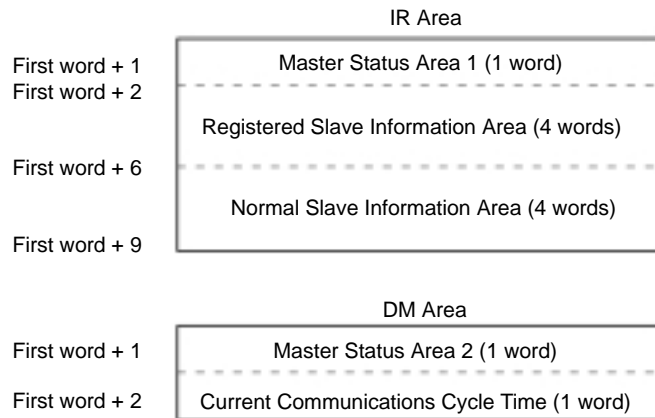 IR Area
First word + 1 Master Status Area 1 (1 word)
First word + 2
Registered Slave Information Area (4 words)
First word + 6
Normal Slave Information Area (4 words)
First word + 9
DM Area
First word + 1 Master Status Area 2 (1 word)
First word + 2 Current Communications Cycle Time (1 word)